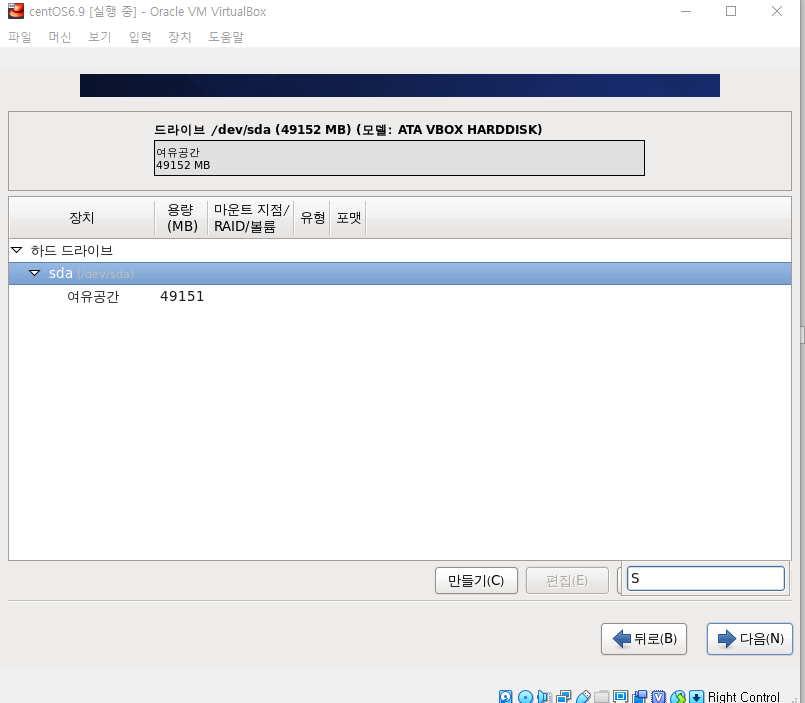 centOS6.9 [실행 중] - Oracle VM VirtualBox
파일 머신 보기 입력 장치 도움말
드라이브 /dev/sda (49152 MB) (모델: ATA VBOX HARDDISK)
여유공간
49152 MB
장치 용량 (MB) 마운트 지점/ RAID/볼륨 유형 포맷
하드 드라이브
sda (/dev/sda)
여유공간 49151
만들기(C) 편집(E) S
뒤로(B) 다음(N)
Right Control